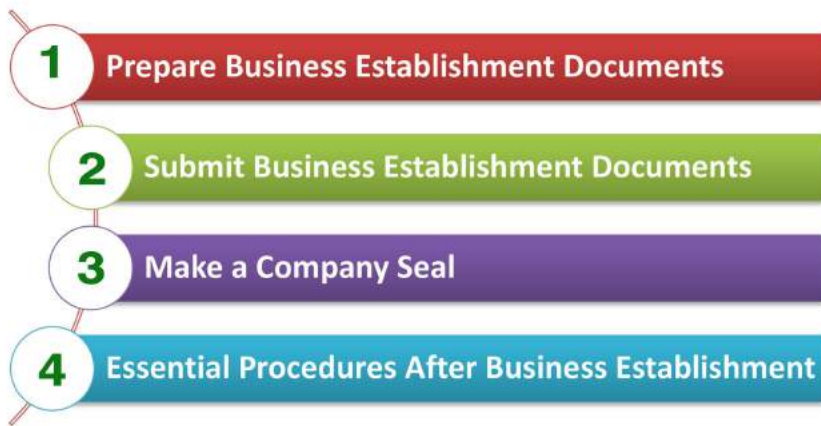 1 Prepare Business Establishment Documents
2 Submit Business Establishment Documents
3 Make a Company Seal
4 Essential Procedures After Business Establishment